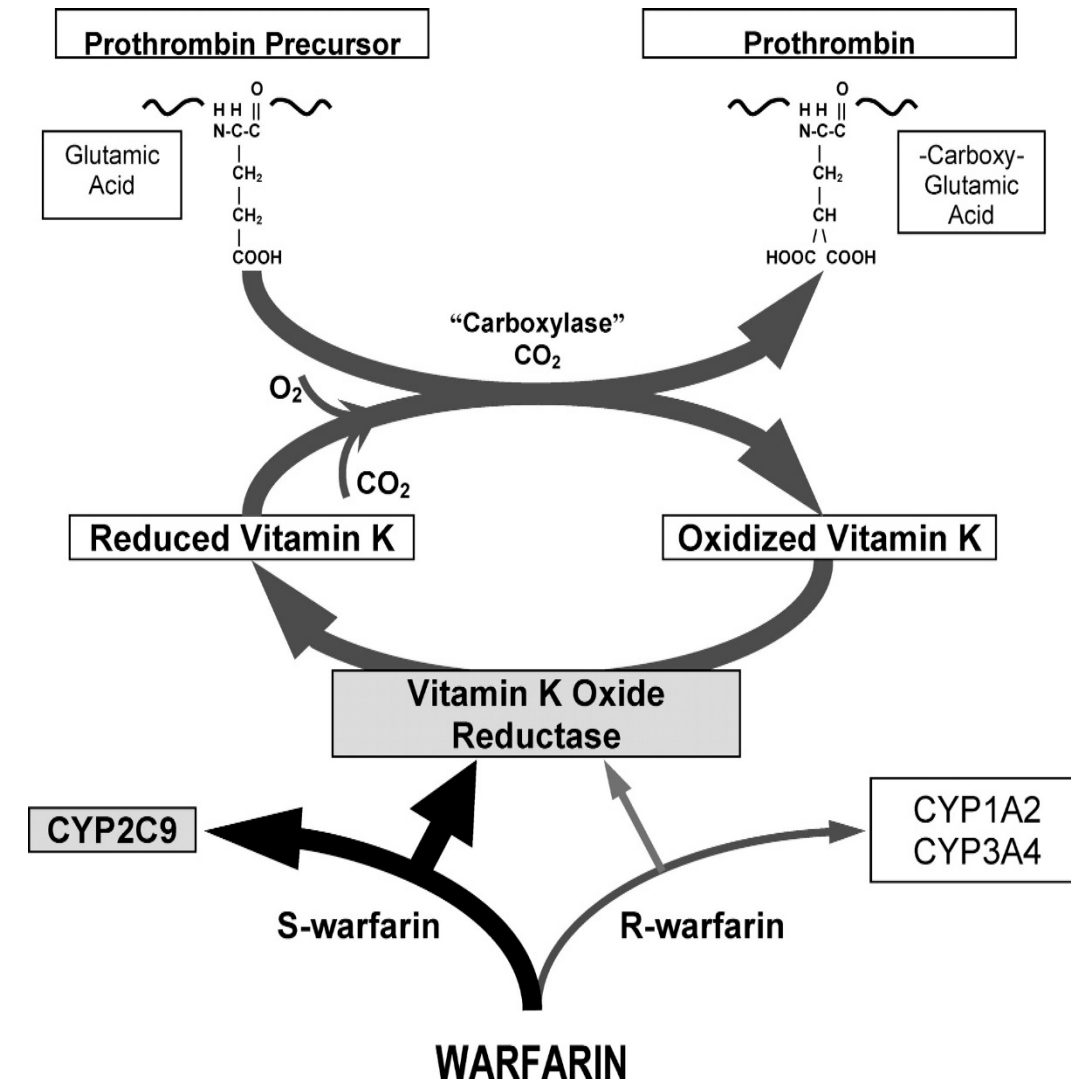 Prothrombin Precursor
Prothrombin
Glutamic
Acid
O
H H ||
N-C-C
|
CH₂
|
CH₂
|
COOH
O
H H ||
N-C-C
|
CH₂
|
CH
/ \\
HOOC COOH
-Carboxy-
Glutamic
Acid
“Carboxylase”
CO₂
O₂
CO₂
Reduced Vitamin K
Oxidized Vitamin K
Vitamin K Oxide
Reductase
CYP2C9
CYP1A2
CYP3A4
S-warfarin
R-warfarin
WARFARIN